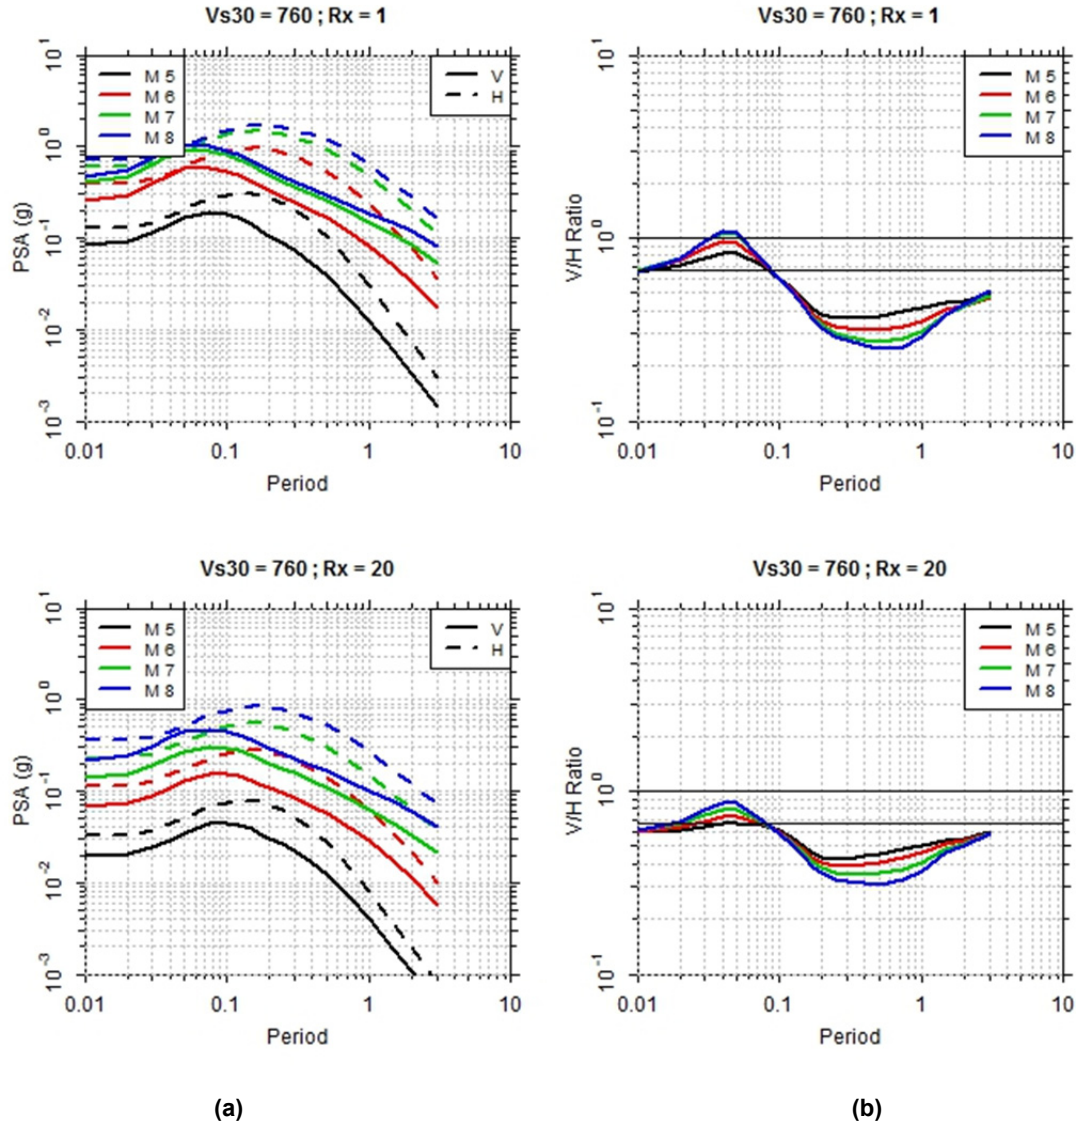 Vs30 = 760 ; Rx = 1
PSA (g)
10^1
10^0
10^-1
10^-2
10^-3
M 5
M 6
M 7
M 8
V
H
0.01 0.1 1 10
Period
Vs30 = 760 ; Rx = 1
V/H Ratio
10^1
10^0
10^-1
M 5
M 6
M 7
M 8
0.01 0.1 1 10
Period
Vs30 = 760 ; Rx = 20
PSA (g)
10^1
10^0
10^-1
10^-2
10^-3
M 5
M 6
M 7
M 8
V
H
0.01 0.1 1 10
Period
Vs30 = 760 ; Rx = 20
V/H Ratio
10^1
10^0
10^-1
M 5
M 6
M 7
M 8
0.01 0.1 1 10
Period
(a) (b)